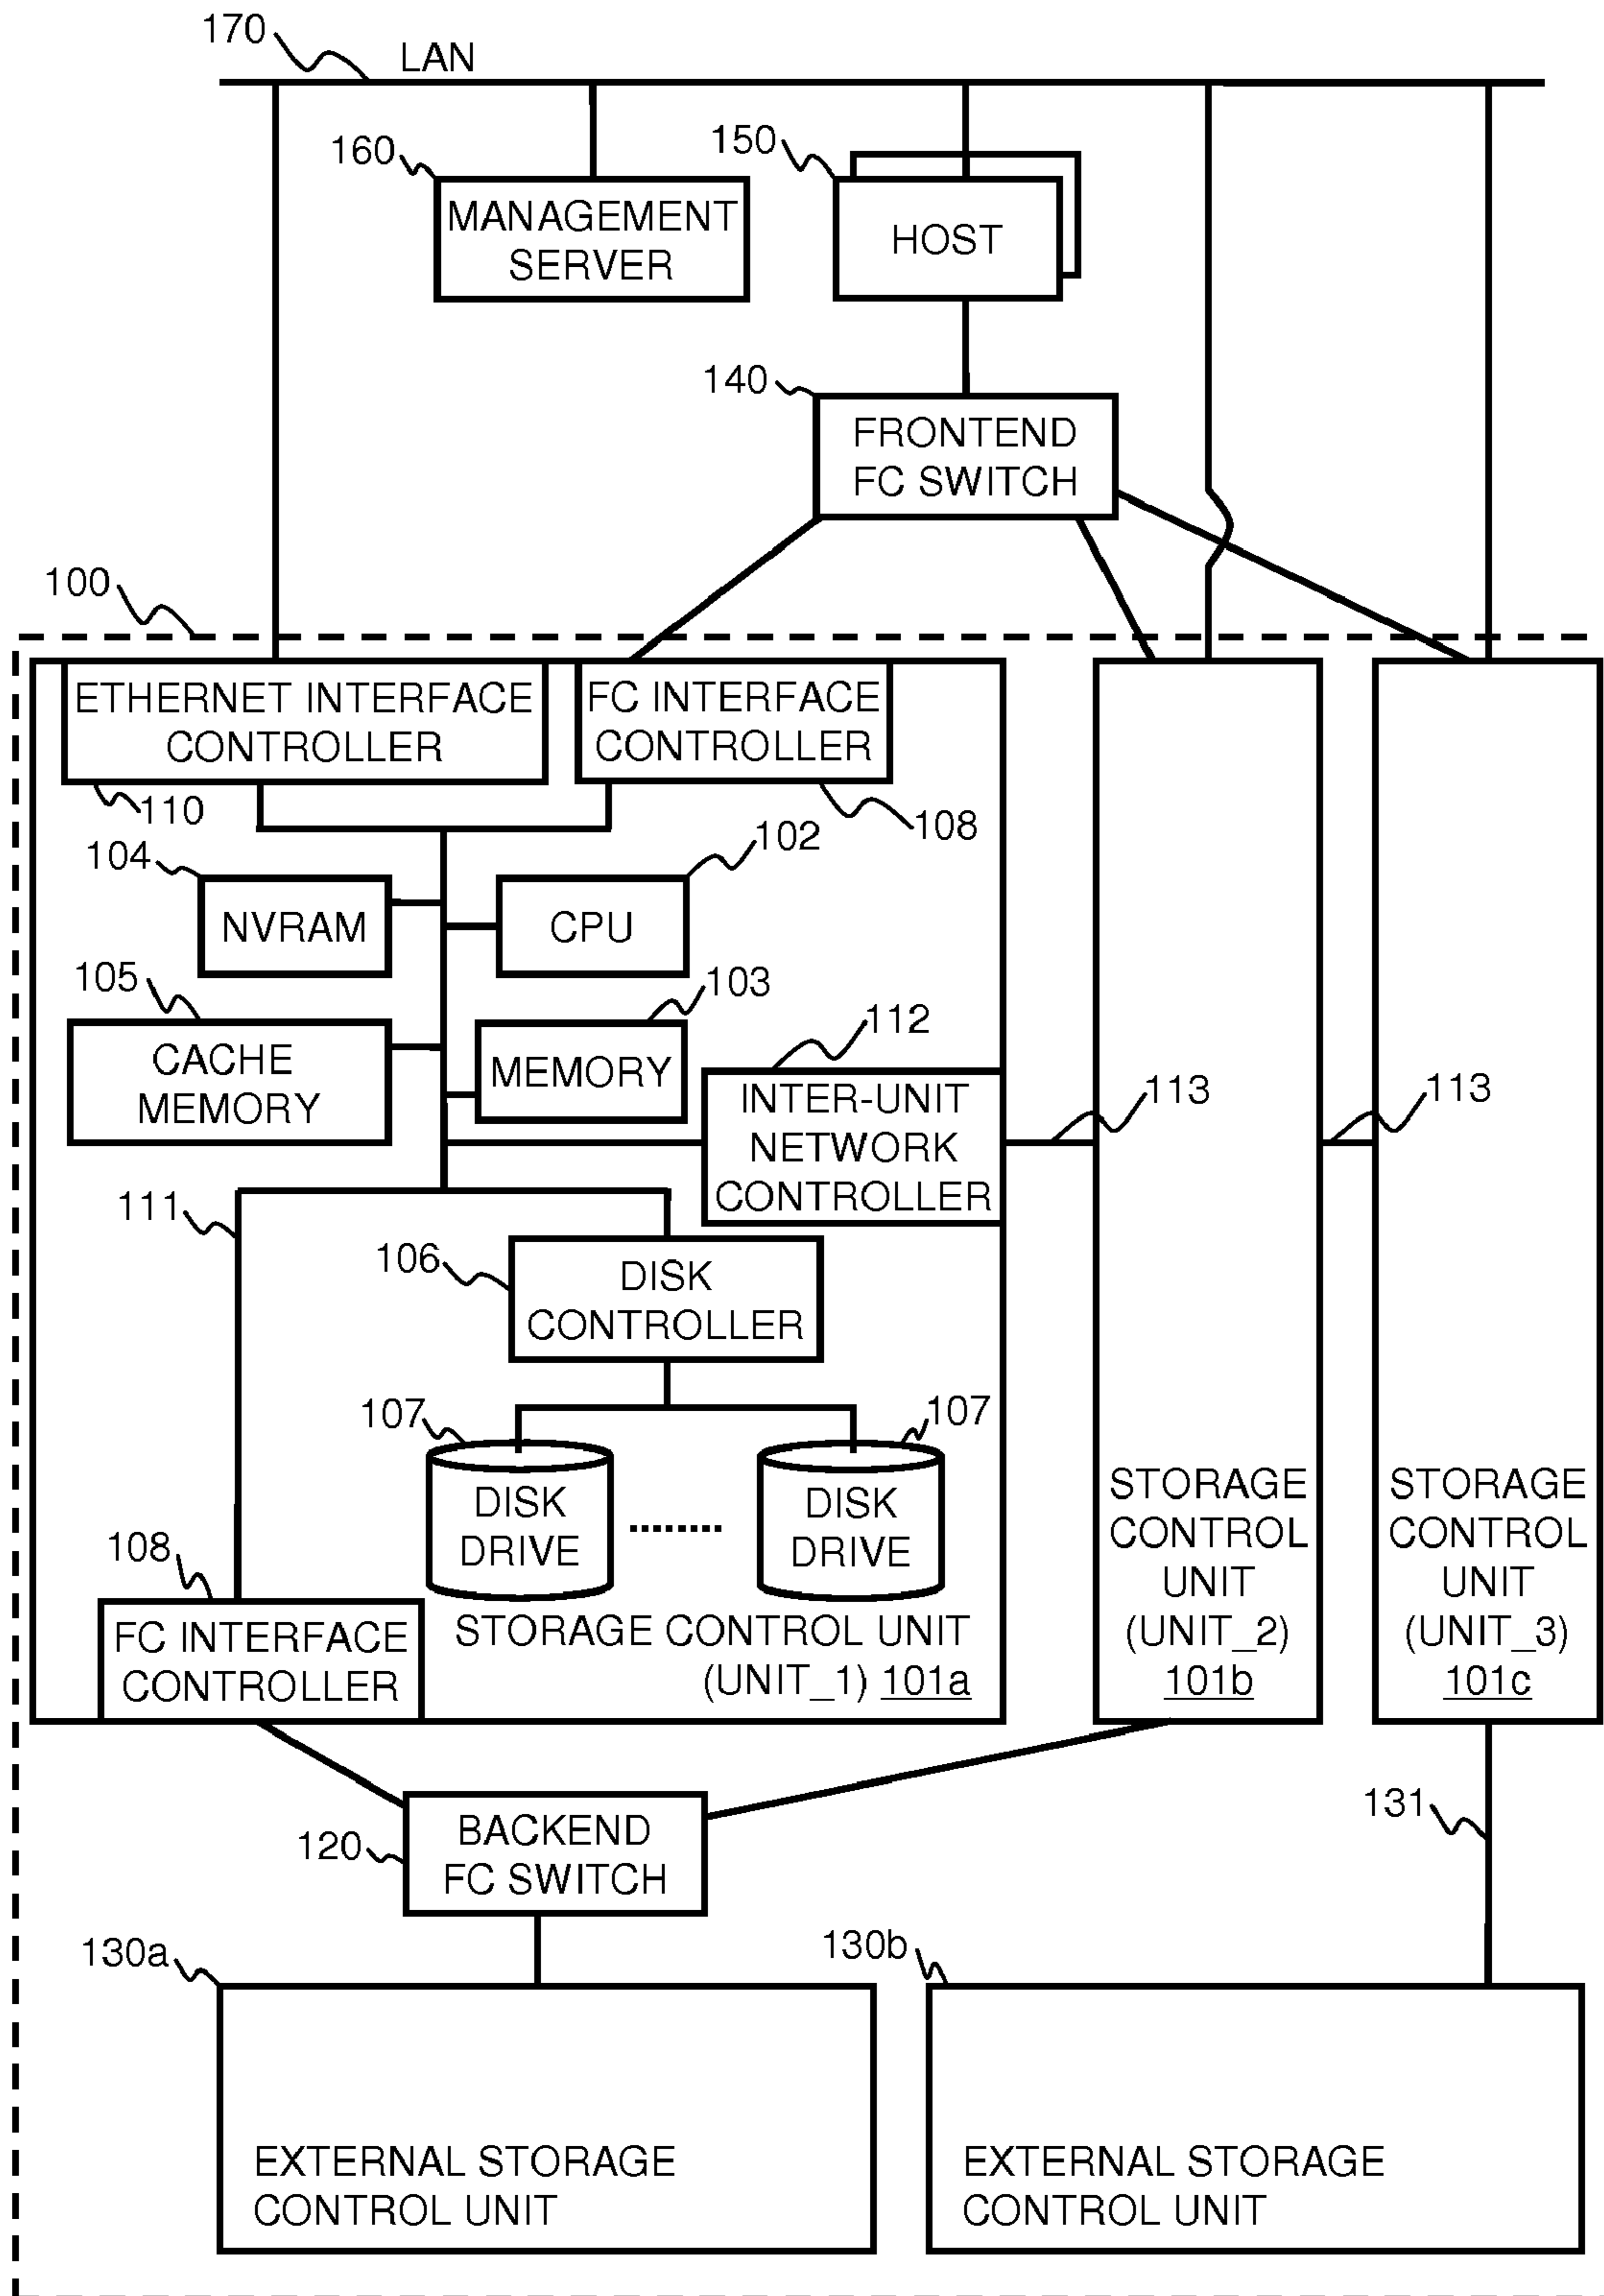 170
LAN
160
150
MANAGEMENT
SERVER
HOST
140
FRONTEND
FC SWITCH
100
ETHERNET INTERFACE
CONTROLLER
FC INTERFACE
CONTROLLER
110
108
104
102
NVRAM
CPU
105
103
CACHE
MEMORY
MEMORY
112
INTER-UNIT
NETWORK
CONTROLLER
113
113
111
106
DISK
CONTROLLER
107
107
DISK
DRIVE
DISK
DRIVE
108
FC INTERFACE
CONTROLLER
STORAGE CONTROL UNIT
(UNIT_1) 101a
STORAGE
CONTROL
UNIT
(UNIT_2)
101b
STORAGE
CONTROL
UNIT
(UNIT_3)
101c
120
BACKEND
FC SWITCH
131
130a
130b
EXTERNAL STORAGE
CONTROL UNIT
EXTERNAL STORAGE
CONTROL UNIT